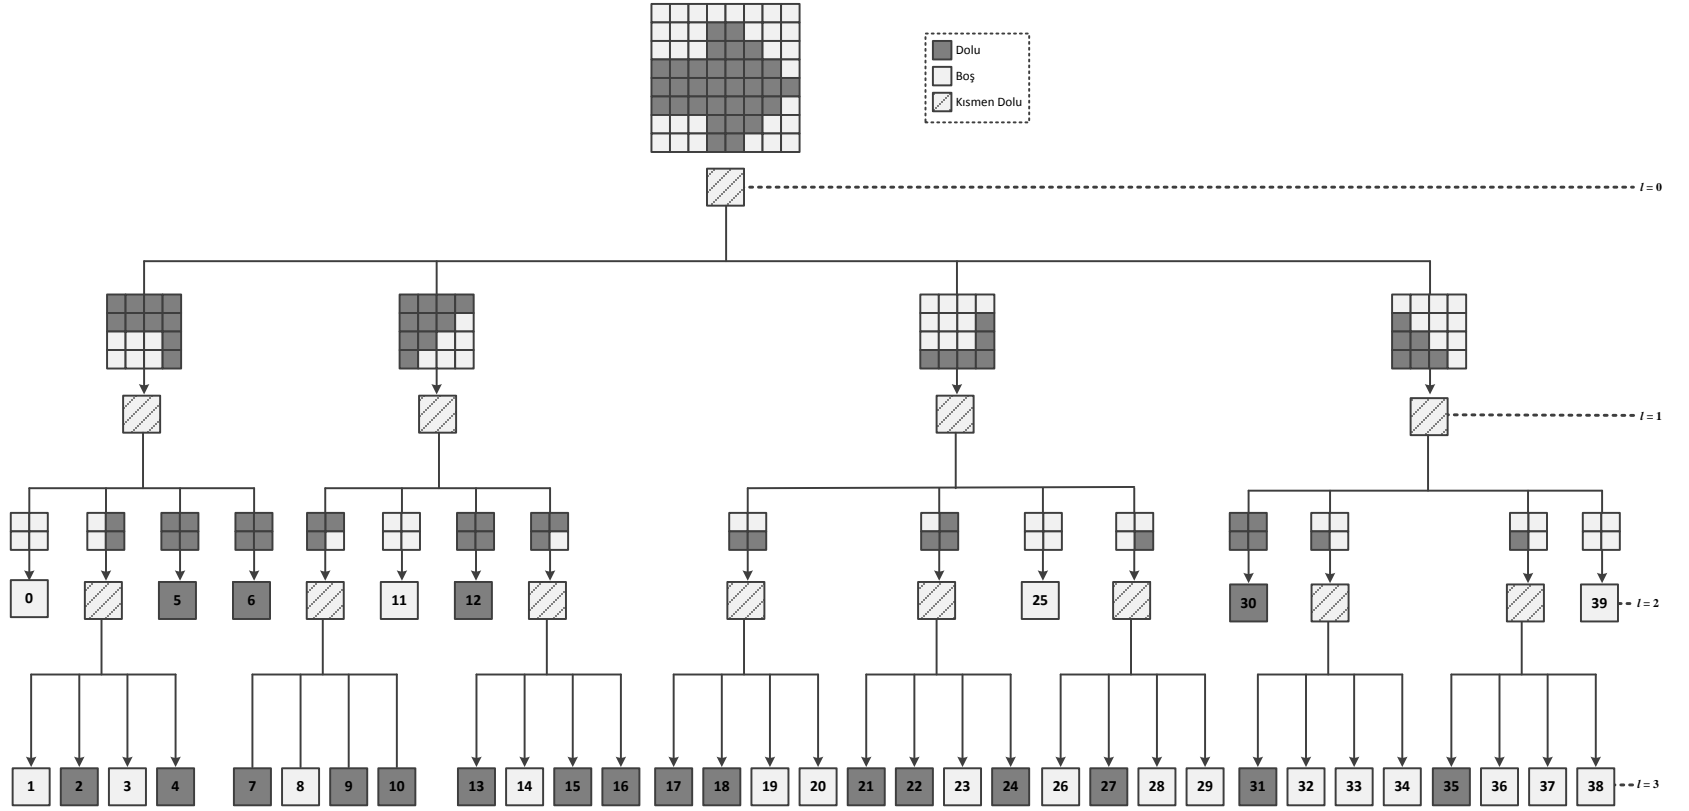 Dolu
Boş
Kısmen Dolu
l = 0
l = 1
0 5 6 11 12 25 30 39 l = 2
1 2 3 4 7 8 9 10 13 14 15 16 17 18 19 20 21 22 23 24 26 27 28 29 31 32 33 34 35 36 37 38 l = 3